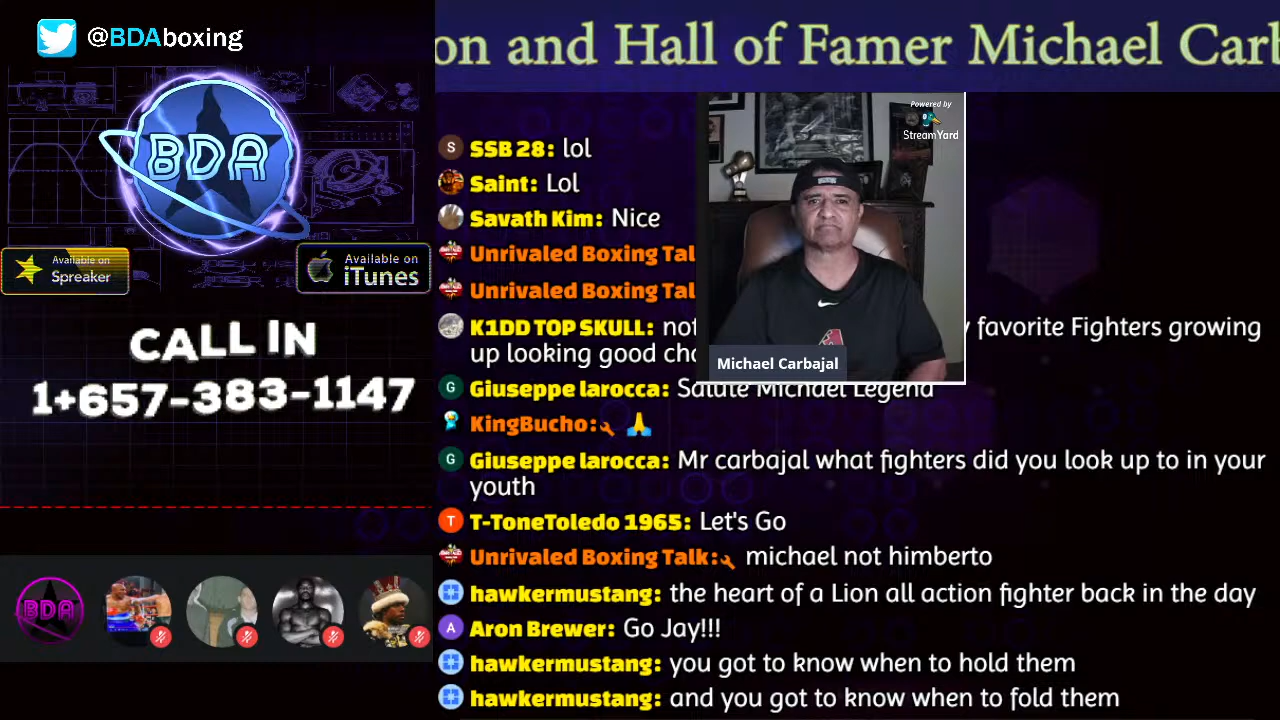 @BDAboxing
on and Hall of Famer Michael Carb
BDA
Available on
Spreaker
Available on
iTunes
CALL IN
1+657-383-1147
Powered by
StreamYard
Michael Carbajal
SSB 28: lol
Saint: Lol
Savath Kim: Nice
Unrivaled Boxing Tal
Unrivaled Boxing Tal
K1DD TOP SKULL: not y favorite Fighters growing
up looking good cho
Giuseppe larocca: Salute Michael Legend
KingBucho: 🙏
Giuseppe larocca: Mr carbajal what fighters did you look up to in your
youth
T-ToneToledo 1965: Let's Go
Unrivaled Boxing Talk: michael not himberto
hawkermustang: the heart of a Lion all action fighter back in the day
Aron Brewer: Go Jay!!!
hawkermustang: you got to know when to hold them
hawkermustang: and you got to know when to fold them
BDA